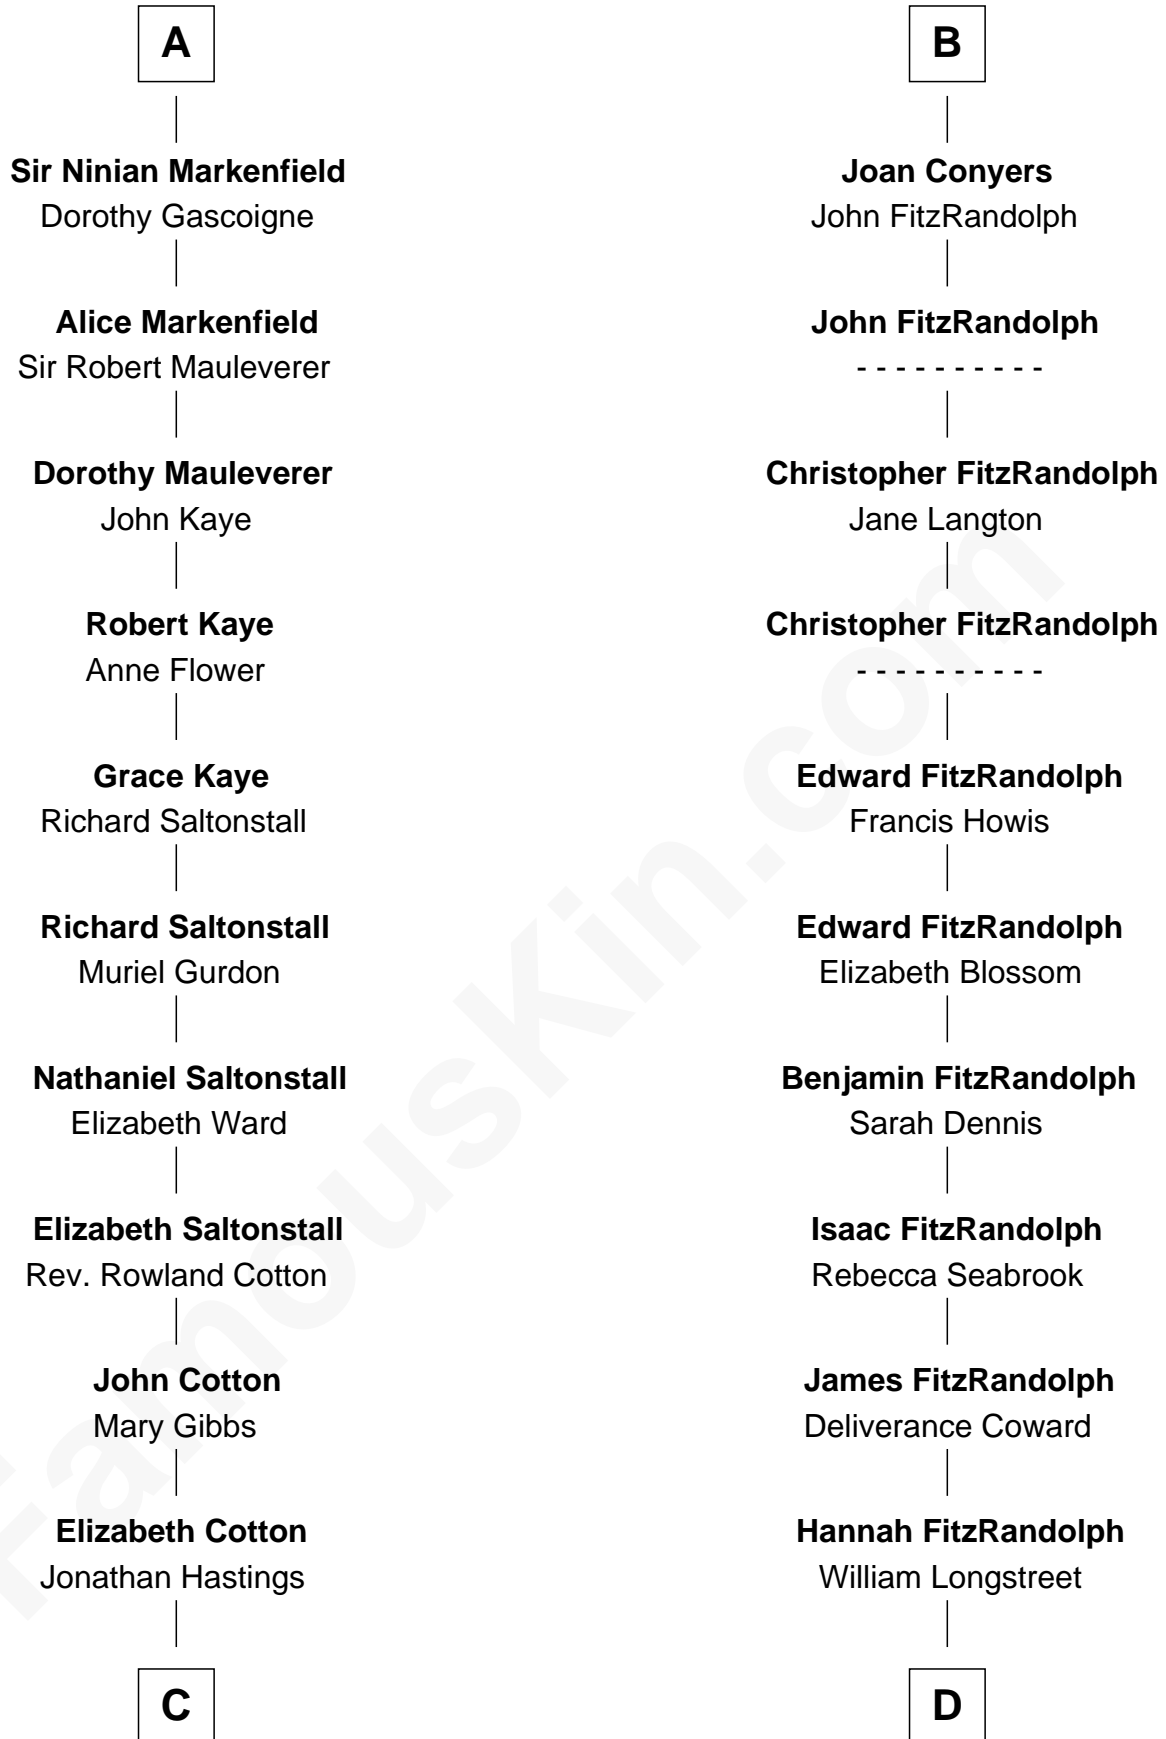 A
Sir Ninian Markenfield
Dorothy Gascoigne
Alice Markenfield
Sir Robert Mauleverer
Dorothy Mauleverer
John Kaye
Robert Kaye
Anne Flower
Grace Kaye
Richard Saltonstall
Richard Saltonstall
Muriel Gurdon
Nathaniel Saltonstall
Elizabeth Ward
Elizabeth Saltonstall
Rev. Rowland Cotton
John Cotton
Mary Gibbs
Elizabeth Cotton
Jonathan Hastings
C
B
Joan Conyers
John FitzRandolph
John FitzRandolph
- - - - - - - - - -
Christopher FitzRandolph
Jane Langton
Christopher FitzRandolph
- - - - - - - - - -
Edward FitzRandolph
Francis Howis
Edward FitzRandolph
Elizabeth Blossom
Benjamin FitzRandolph
Sarah Dennis
Isaac FitzRandolph
Rebecca Seabrook
James FitzRandolph
Deliverance Coward
Hannah FitzRandolph
William Longstreet
D
FamousKin.com